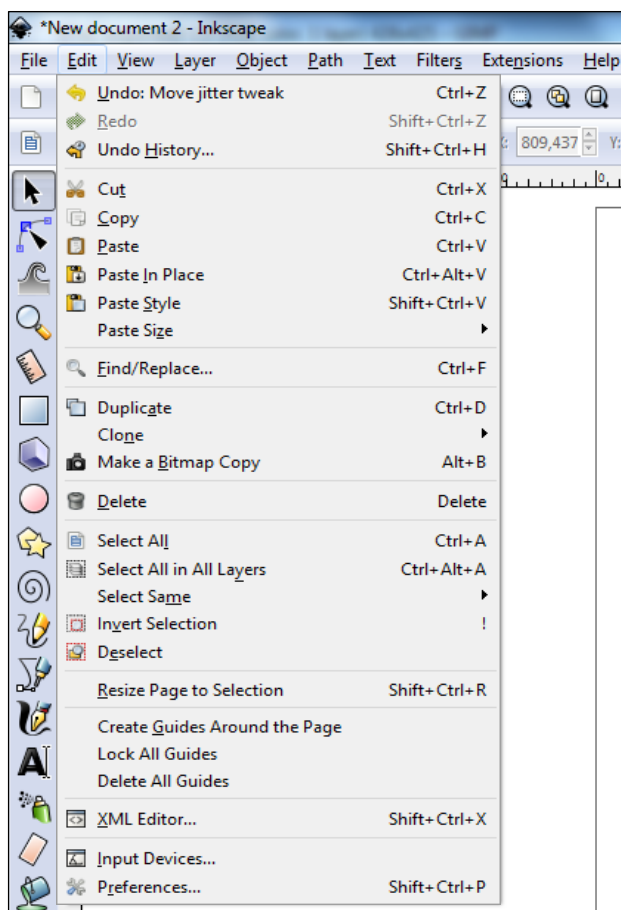 *New document 2 - Inkscape
File Edit View Layer Object Path Text Filters Extensions Help
Undo: Move jitter tweak Ctrl+Z
Redo Shift+Ctrl+Z
Undo History... Shift+Ctrl+H
809,437 Y:
Cut Ctrl+X
Copy Ctrl+C
Paste Ctrl+V
Paste In Place Ctrl+Alt+V
Paste Style Shift+Ctrl+V
Paste Size
Find/Replace... Ctrl+F
Duplicate Ctrl+D
Clone
Make a Bitmap Copy Alt+B
Delete Delete
Select All Ctrl+A
Select All in All Layers Ctrl+Alt+A
Select Same
Invert Selection !
Deselect
Resize Page to Selection Shift+Ctrl+R
Create Guides Around the Page
Lock All Guides
Delete All Guides
XML Editor... Shift+Ctrl+X
Input Devices...
Preferences... Shift+Ctrl+P